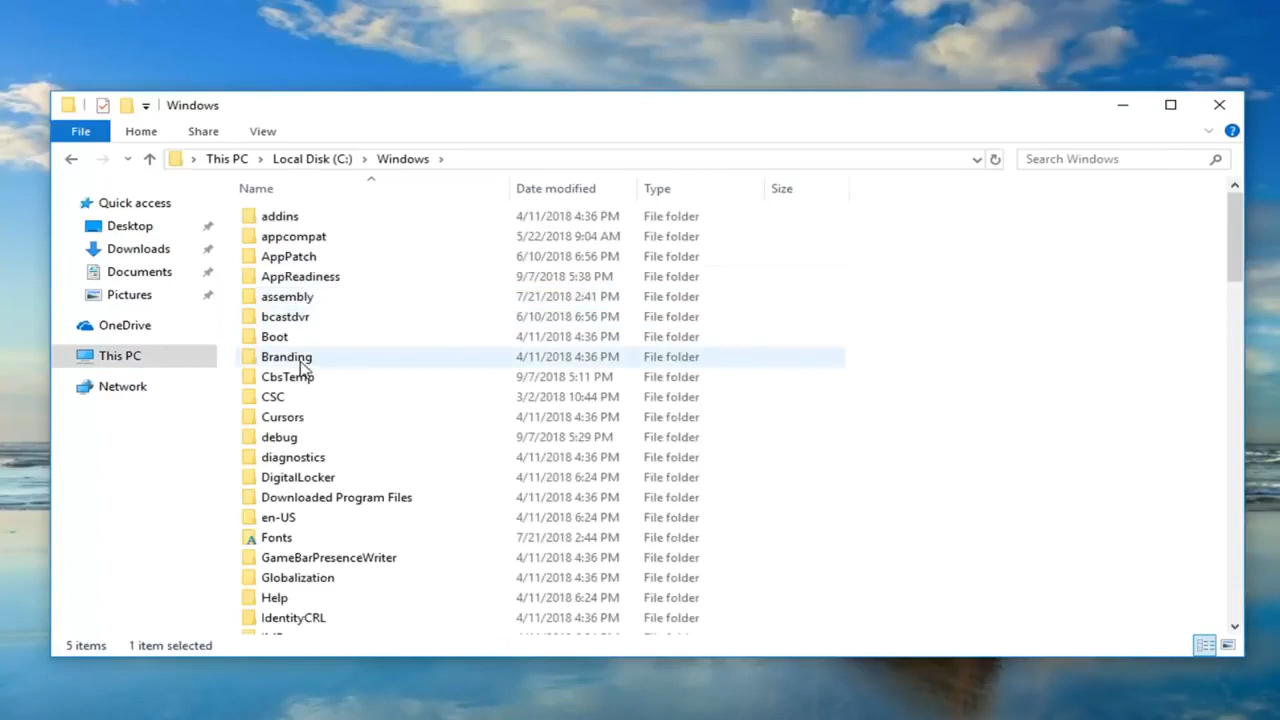 Windows
File Home Share View
This PC Local Disk (C:) Windows
Search Windows
Name Date modified Type Size
Quick access
Desktop
Downloads
Documents
Pictures
OneDrive
This PC
Network
addins 4/11/2018 4:36 PM File folder
appcompat 5/22/2018 9:04 AM File folder
AppPatch 6/10/2018 6:56 PM File folder
AppReadiness 9/7/2018 5:38 PM File folder
assembly 7/21/2018 2:41 PM File folder
bcastdvr 6/10/2018 6:56 PM File folder
Boot 4/11/2018 4:36 PM File folder
Branding 4/11/2018 4:36 PM File folder
CbsTemp 9/7/2018 5:11 PM File folder
CSC 3/2/2018 10:44 PM File folder
Cursors 4/11/2018 4:36 PM File folder
debug 9/7/2018 5:29 PM File folder
diagnostics 4/11/2018 4:36 PM File folder
DigitalLocker 4/11/2018 6:24 PM File folder
Downloaded Program Files 4/11/2018 4:36 PM File folder
en-US 4/11/2018 6:24 PM File folder
Fonts 7/21/2018 2:44 PM File folder
GameBarPresenceWriter 4/11/2018 4:36 PM File folder
Globalization 4/11/2018 4:36 PM File folder
Help 4/11/2018 6:24 PM File folder
IdentityCRL 4/11/2018 4:36 PM File folder
5 items 1 item selected